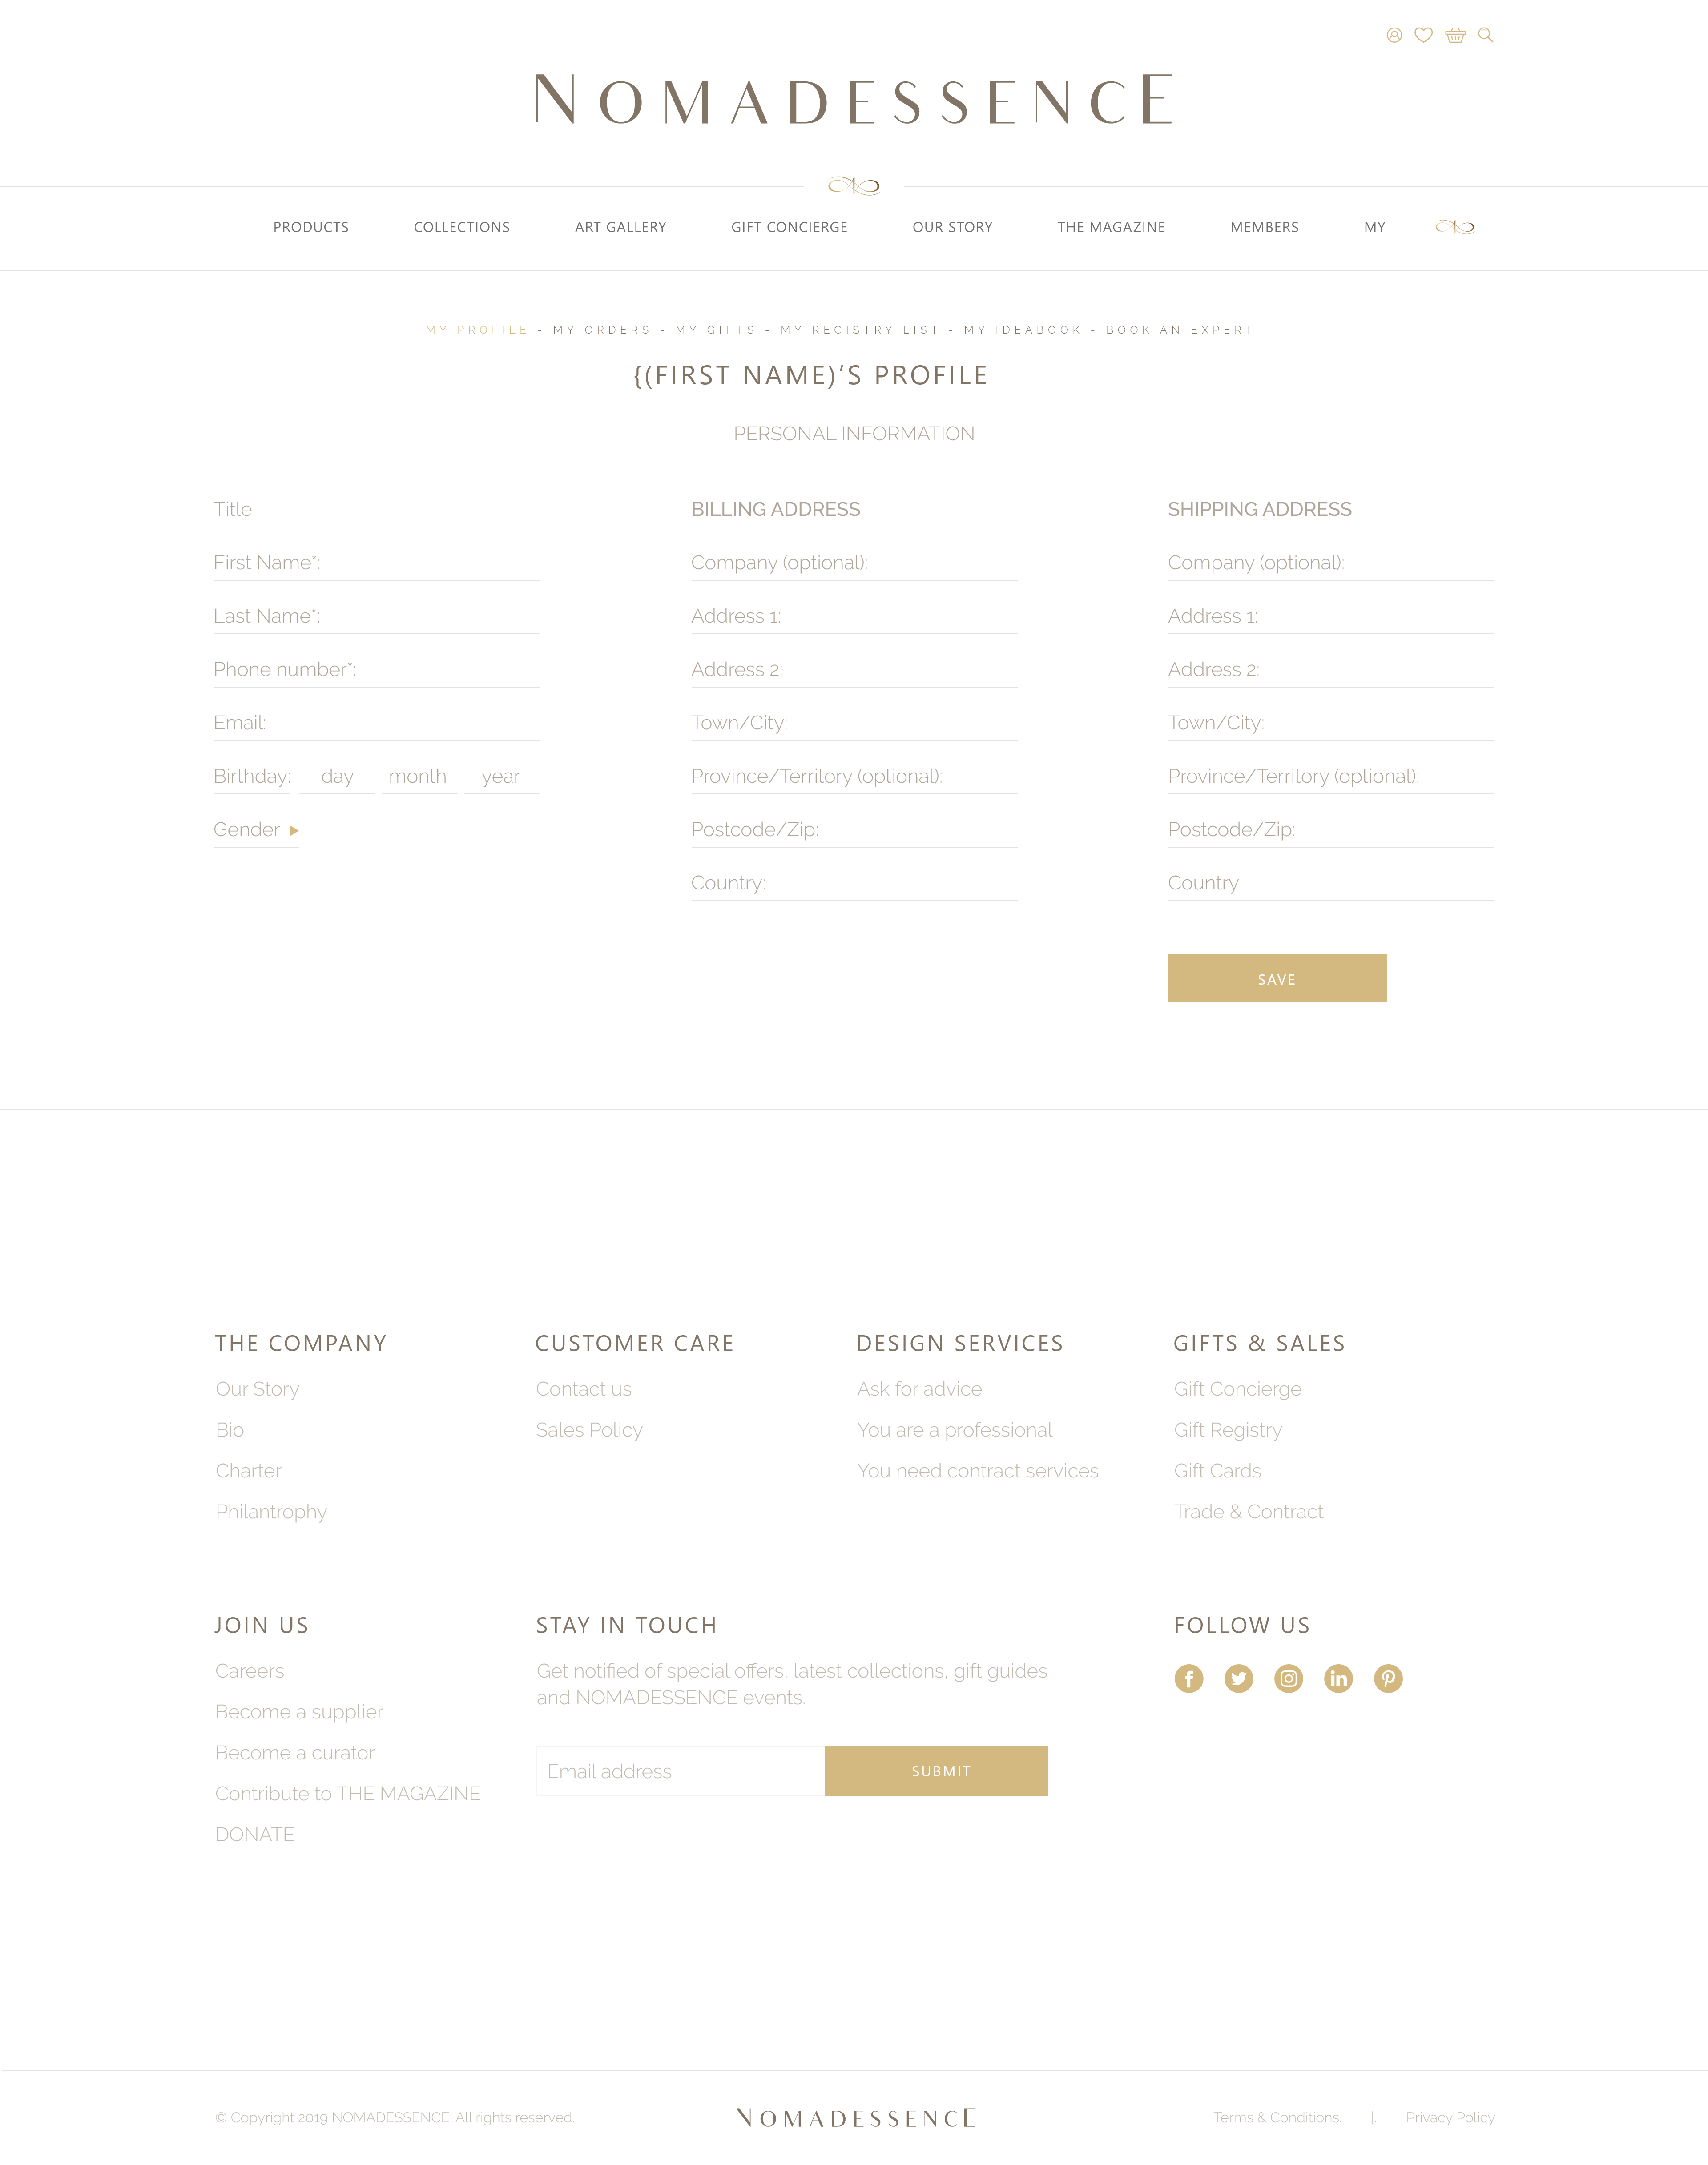 NOMADESSENCE
PRODUCTS COLLECTIONS ART GALLERY GIFT CONCIERGE OUR STORY THE MAGAZINE MEMBERS MY
MY PROFILE - MY ORDERS - MY GIFTS - MY REGISTRY LIST - MY IDEABOOK - BOOK AN EXPERT
{(FIRST NAME)’S PROFILE
PERSONAL INFORMATION
Title:
First Name*:
Last Name*:
Phone number*:
Email:
Birthday: day month year
Gender
BILLING ADDRESS
Company (optional):
Address 1:
Address 2:
Town/City:
Province/Territory (optional):
Postcode/Zip:
Country:
SHIPPING ADDRESS
Company (optional):
Address 1:
Address 2:
Town/City:
Province/Territory (optional):
Postcode/Zip:
Country:
SAVE
THE COMPANY
Our Story
Bio
Charter
Philantrophy
CUSTOMER CARE
Contact us
Sales Policy
DESIGN SERVICES
Ask for advice
You are a professional
You need contract services
GIFTS & SALES
Gift Concierge
Gift Registry
Gift Cards
Trade & Contract
JOIN US
Careers
Become a supplier
Become a curator
Contribute to THE MAGAZINE
DONATE
STAY IN TOUCH
Get notified of special offers, latest collections, gift guides
and NOMADESSENCE events.
Email address
SUBMIT
FOLLOW US
© Copyright 2019 NOMADESSENCE. All rights reserved.
NOMADESSENCE
Terms & Conditions. |. Privacy Policy